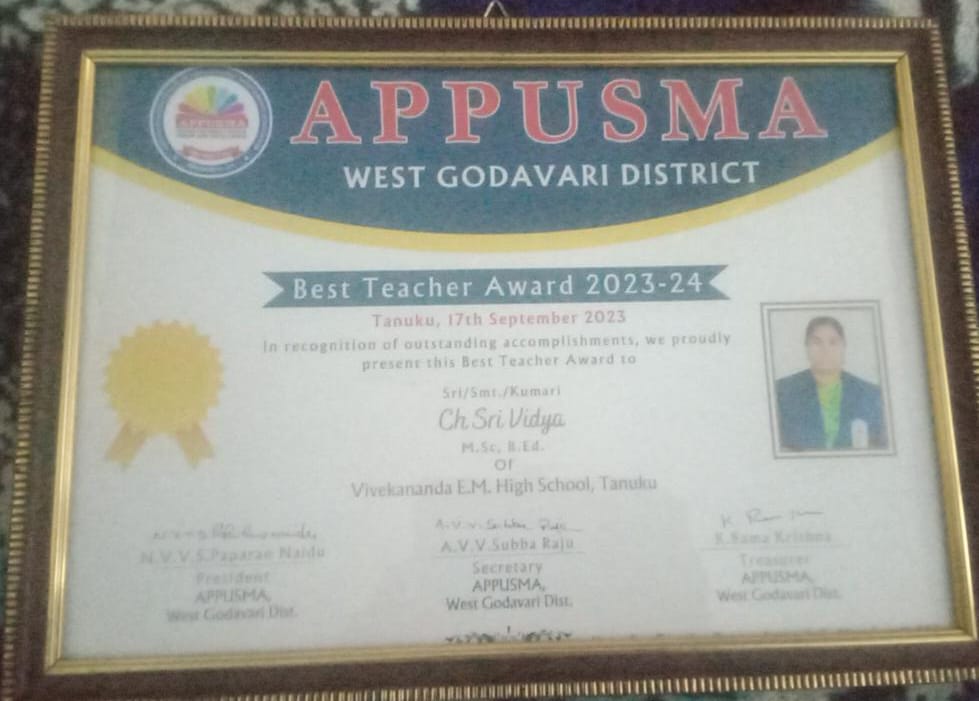 APPUSMA
APPUSMA
WEST GODAVARI DISTRICT
Best Teacher Award 2023-24
Tanuku, 17th September 2023
In recognition of outstanding accomplishments, we proudly
present this Best Teacher Award to
Sri/Smt./Kumari
Ch Sri Vidya
M.Sc, B.Ed.
Of
Vivekananda E.M. High School, Tanuku
N.V.V.S.Paparao Naidu
President
APPUSMA,
West Godavari Dist.
A.V.V.Subba Raju
Secretary
APPUSMA,
West Godavari Dist.
K.Rama Krishna
Treasurer
APPUSMA,
West Godavari Dist.